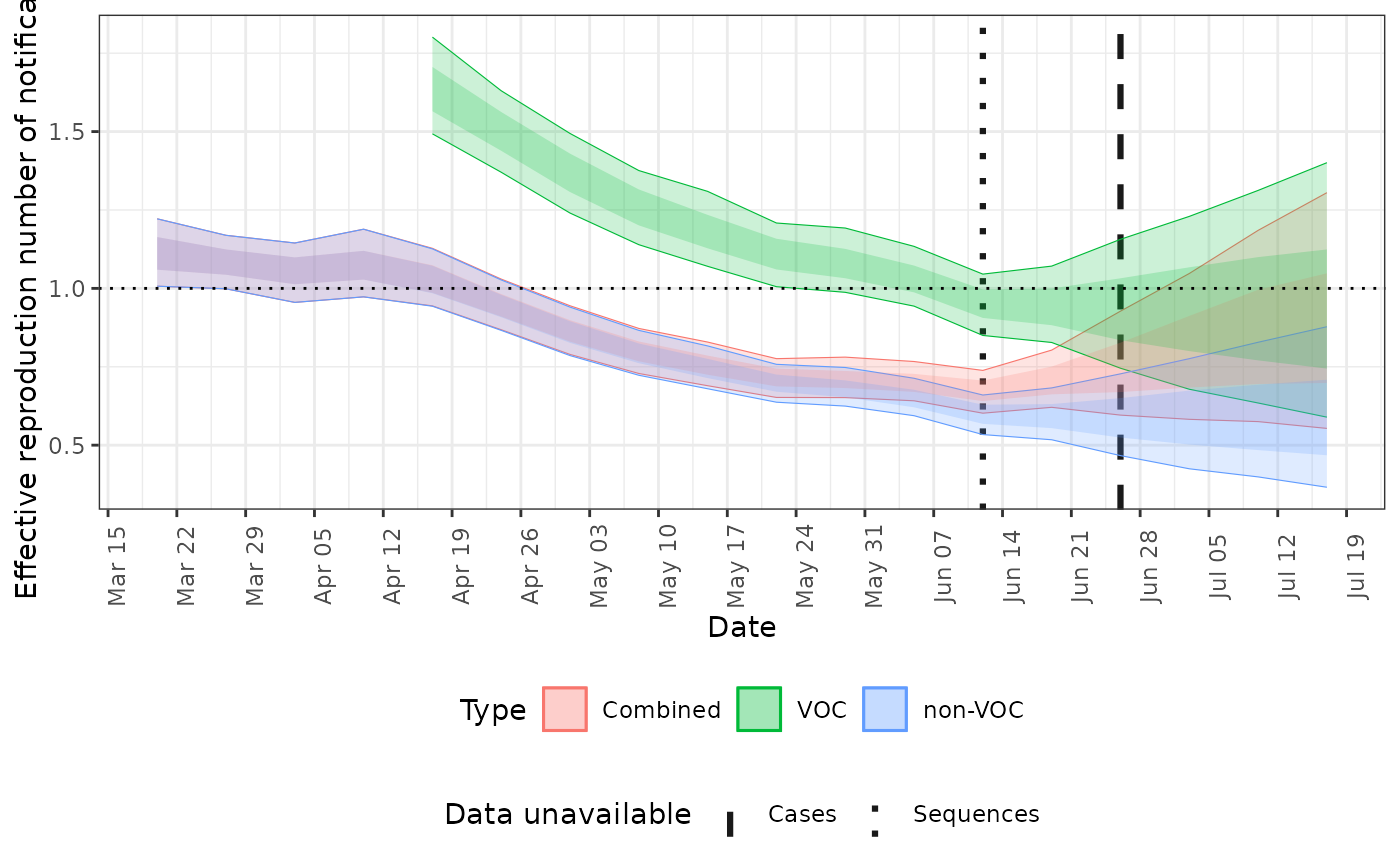 Effective reproduction number of notifica
1.5
1.0
0.5
Mar 15
Mar 22
Mar 29
Apr 05
Apr 12
Apr 19
Apr 26
May 03
May 10
May 17
May 24
May 31
Jun 07
Jun 14
Jun 21
Jun 28
Jul 05
Jul 12
Jul 19
Date
Type Combined VOC non-VOC
Data unavailable Cases Sequences